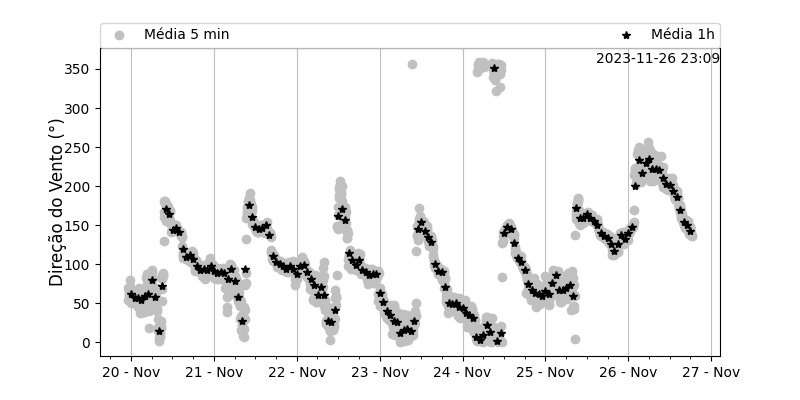 Média 5 min
Média 1h
2023-11-26 23:09
Direção do Vento (°)
350
300
250
200
150
100
50
0
20 - Nov
21 - Nov
22 - Nov
23 - Nov
24 - Nov
25 - Nov
26 - Nov
27 - Nov